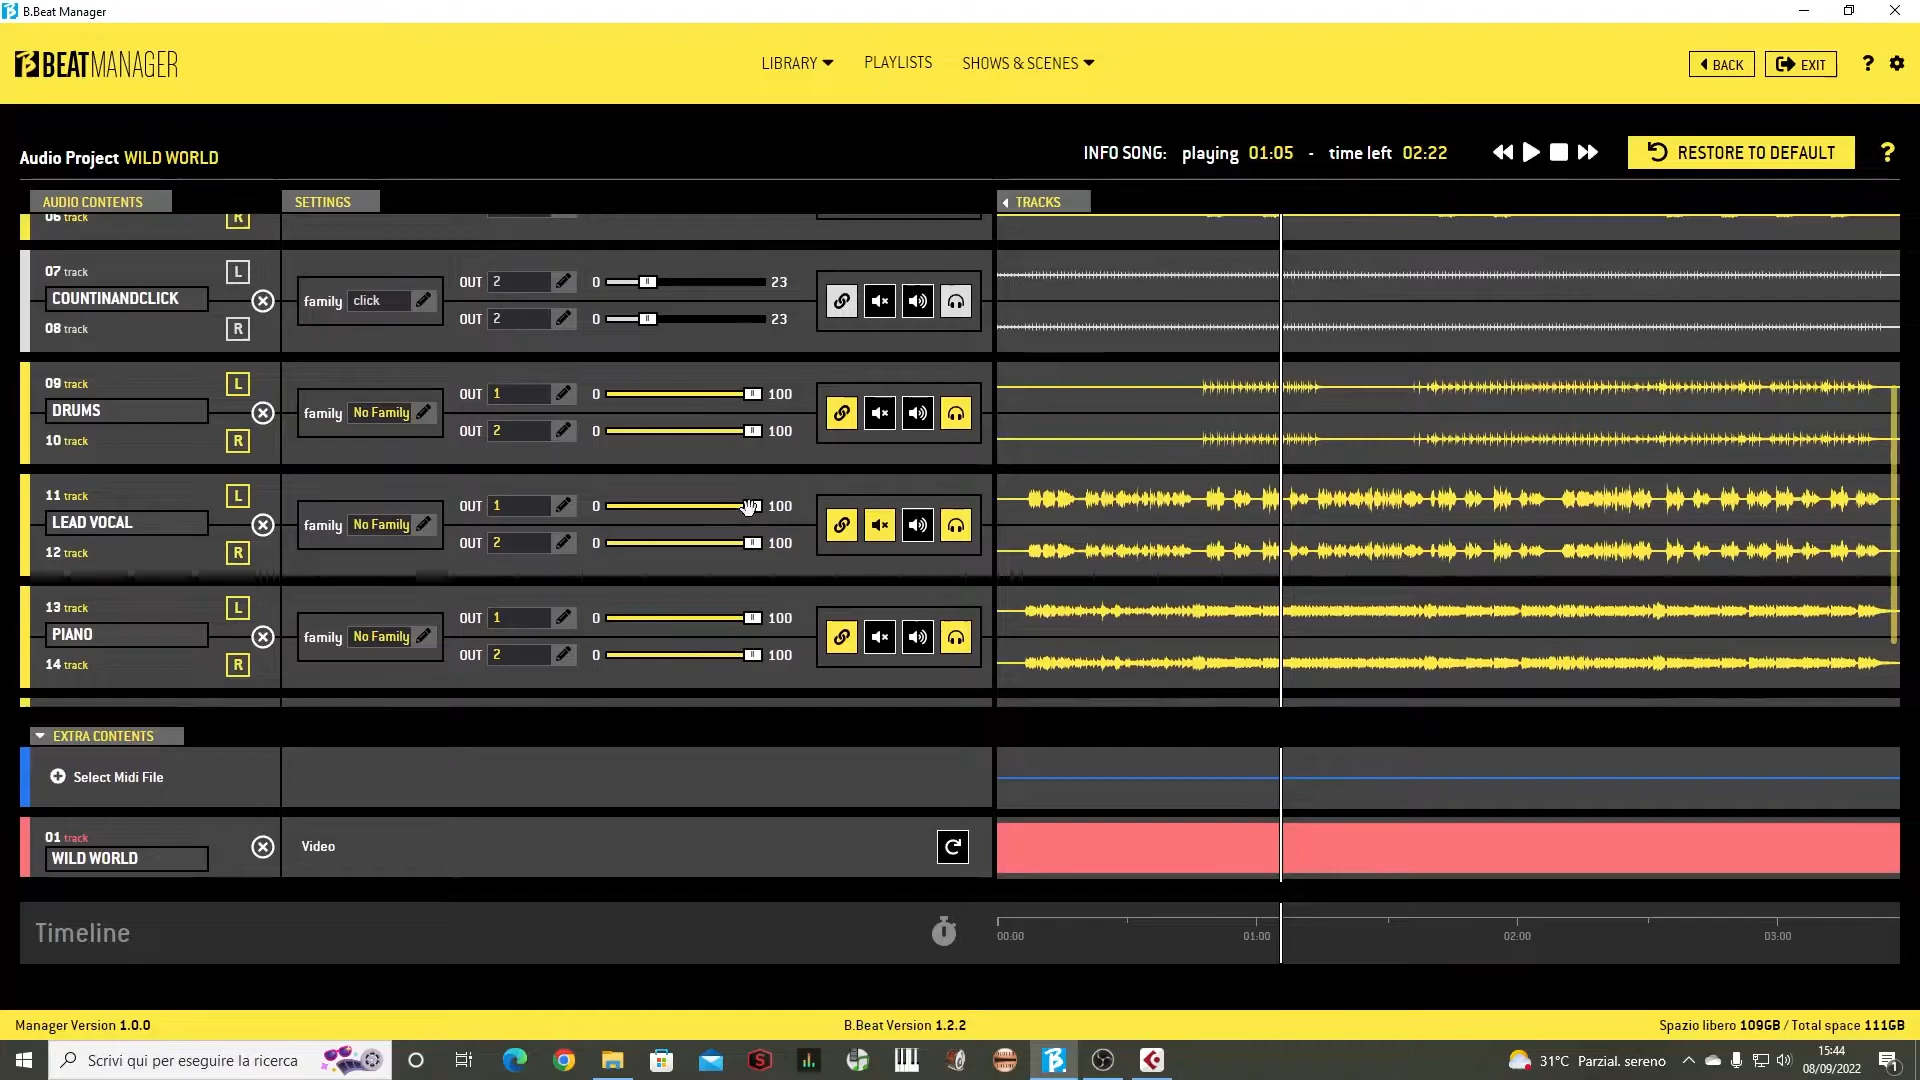 B.Beat Manager
BEATMANAGER
LIBRARY
PLAYLISTS
SHOWS & SCENES
BACK
EXIT
?
Audio Project WILD WORLD
INFO SONG: playing 01:05 - time left 02:22
RESTORE TO DEFAULT
?
AUDIO CONTENTS
SETTINGS
TRACKS
06 track
R
07 track
L
COUNTINANDCLICK
08 track
R
family click
OUT 2 0 23
OUT 2 0 23
09 track
L
DRUMS
10 track
R
family No Family
OUT 1 0 100
OUT 2 0 100
11 track
L
LEAD VOCAL
12 track
R
family No Family
OUT 1 0 100
OUT 2 0 100
13 track
L
PIANO
14 track
R
family No Family
OUT 1 0 100
OUT 2 0 100
EXTRA CONTENTS
Select Midi File
01 track
WILD WORLD
Video
Timeline
00:00
01:00
02:00
03:00
Manager Version 1.0.0
B.Beat Version 1.2.2
Spazio libero 109GB / Total space 111GB
Scrivi qui per eseguire la ricerca
31°C Parzial. sereno
15:44
08/09/2022
1